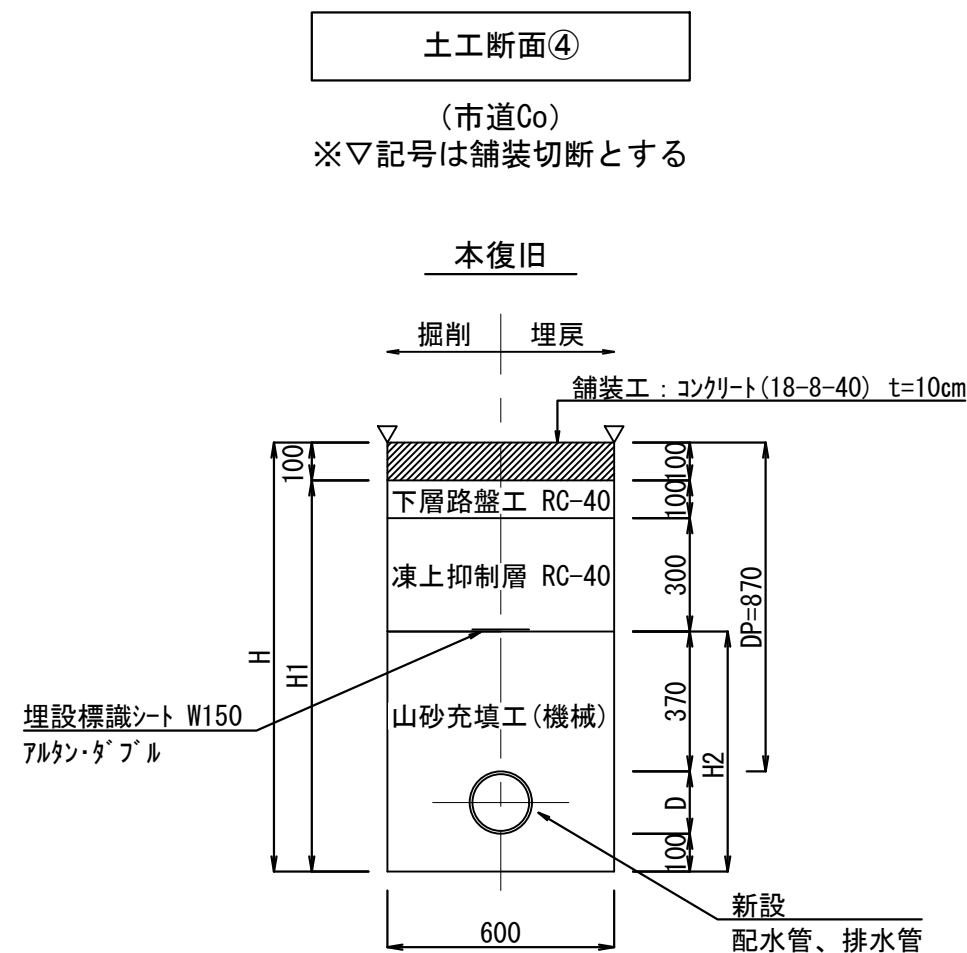 土工断面④
(市道Co)
※▽記号は舗装切断とする
本復旧
掘削
埋戻
舗装工：ｺﾝｸﾘｰﾄ(18-8-40) t=10cm
100
100
下層路盤工 RC-40
100
凍上抑制層 RC-40
300
DP=870
H
H1
埋設標識ｼｰﾄ W150
ｱﾙﾀﾝ･ﾀﾞﾌﾞﾙ
山砂充填工(機械)
370
H2
D
100
600
新設
配水管、排水管